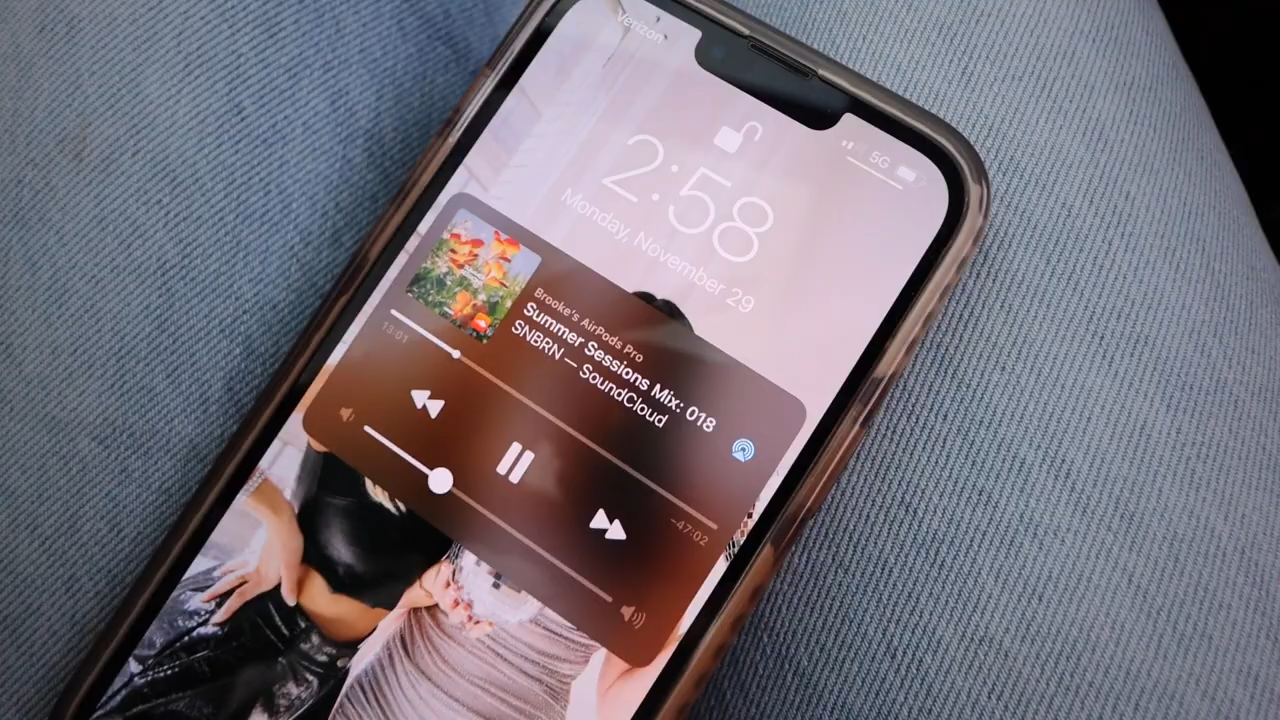 Verizon
5G
2:58
Monday, November 29
Brooke's AirPods Pro
Summer Sessions Mix: 018
SNBRN — SoundCloud
13:01
-47:02